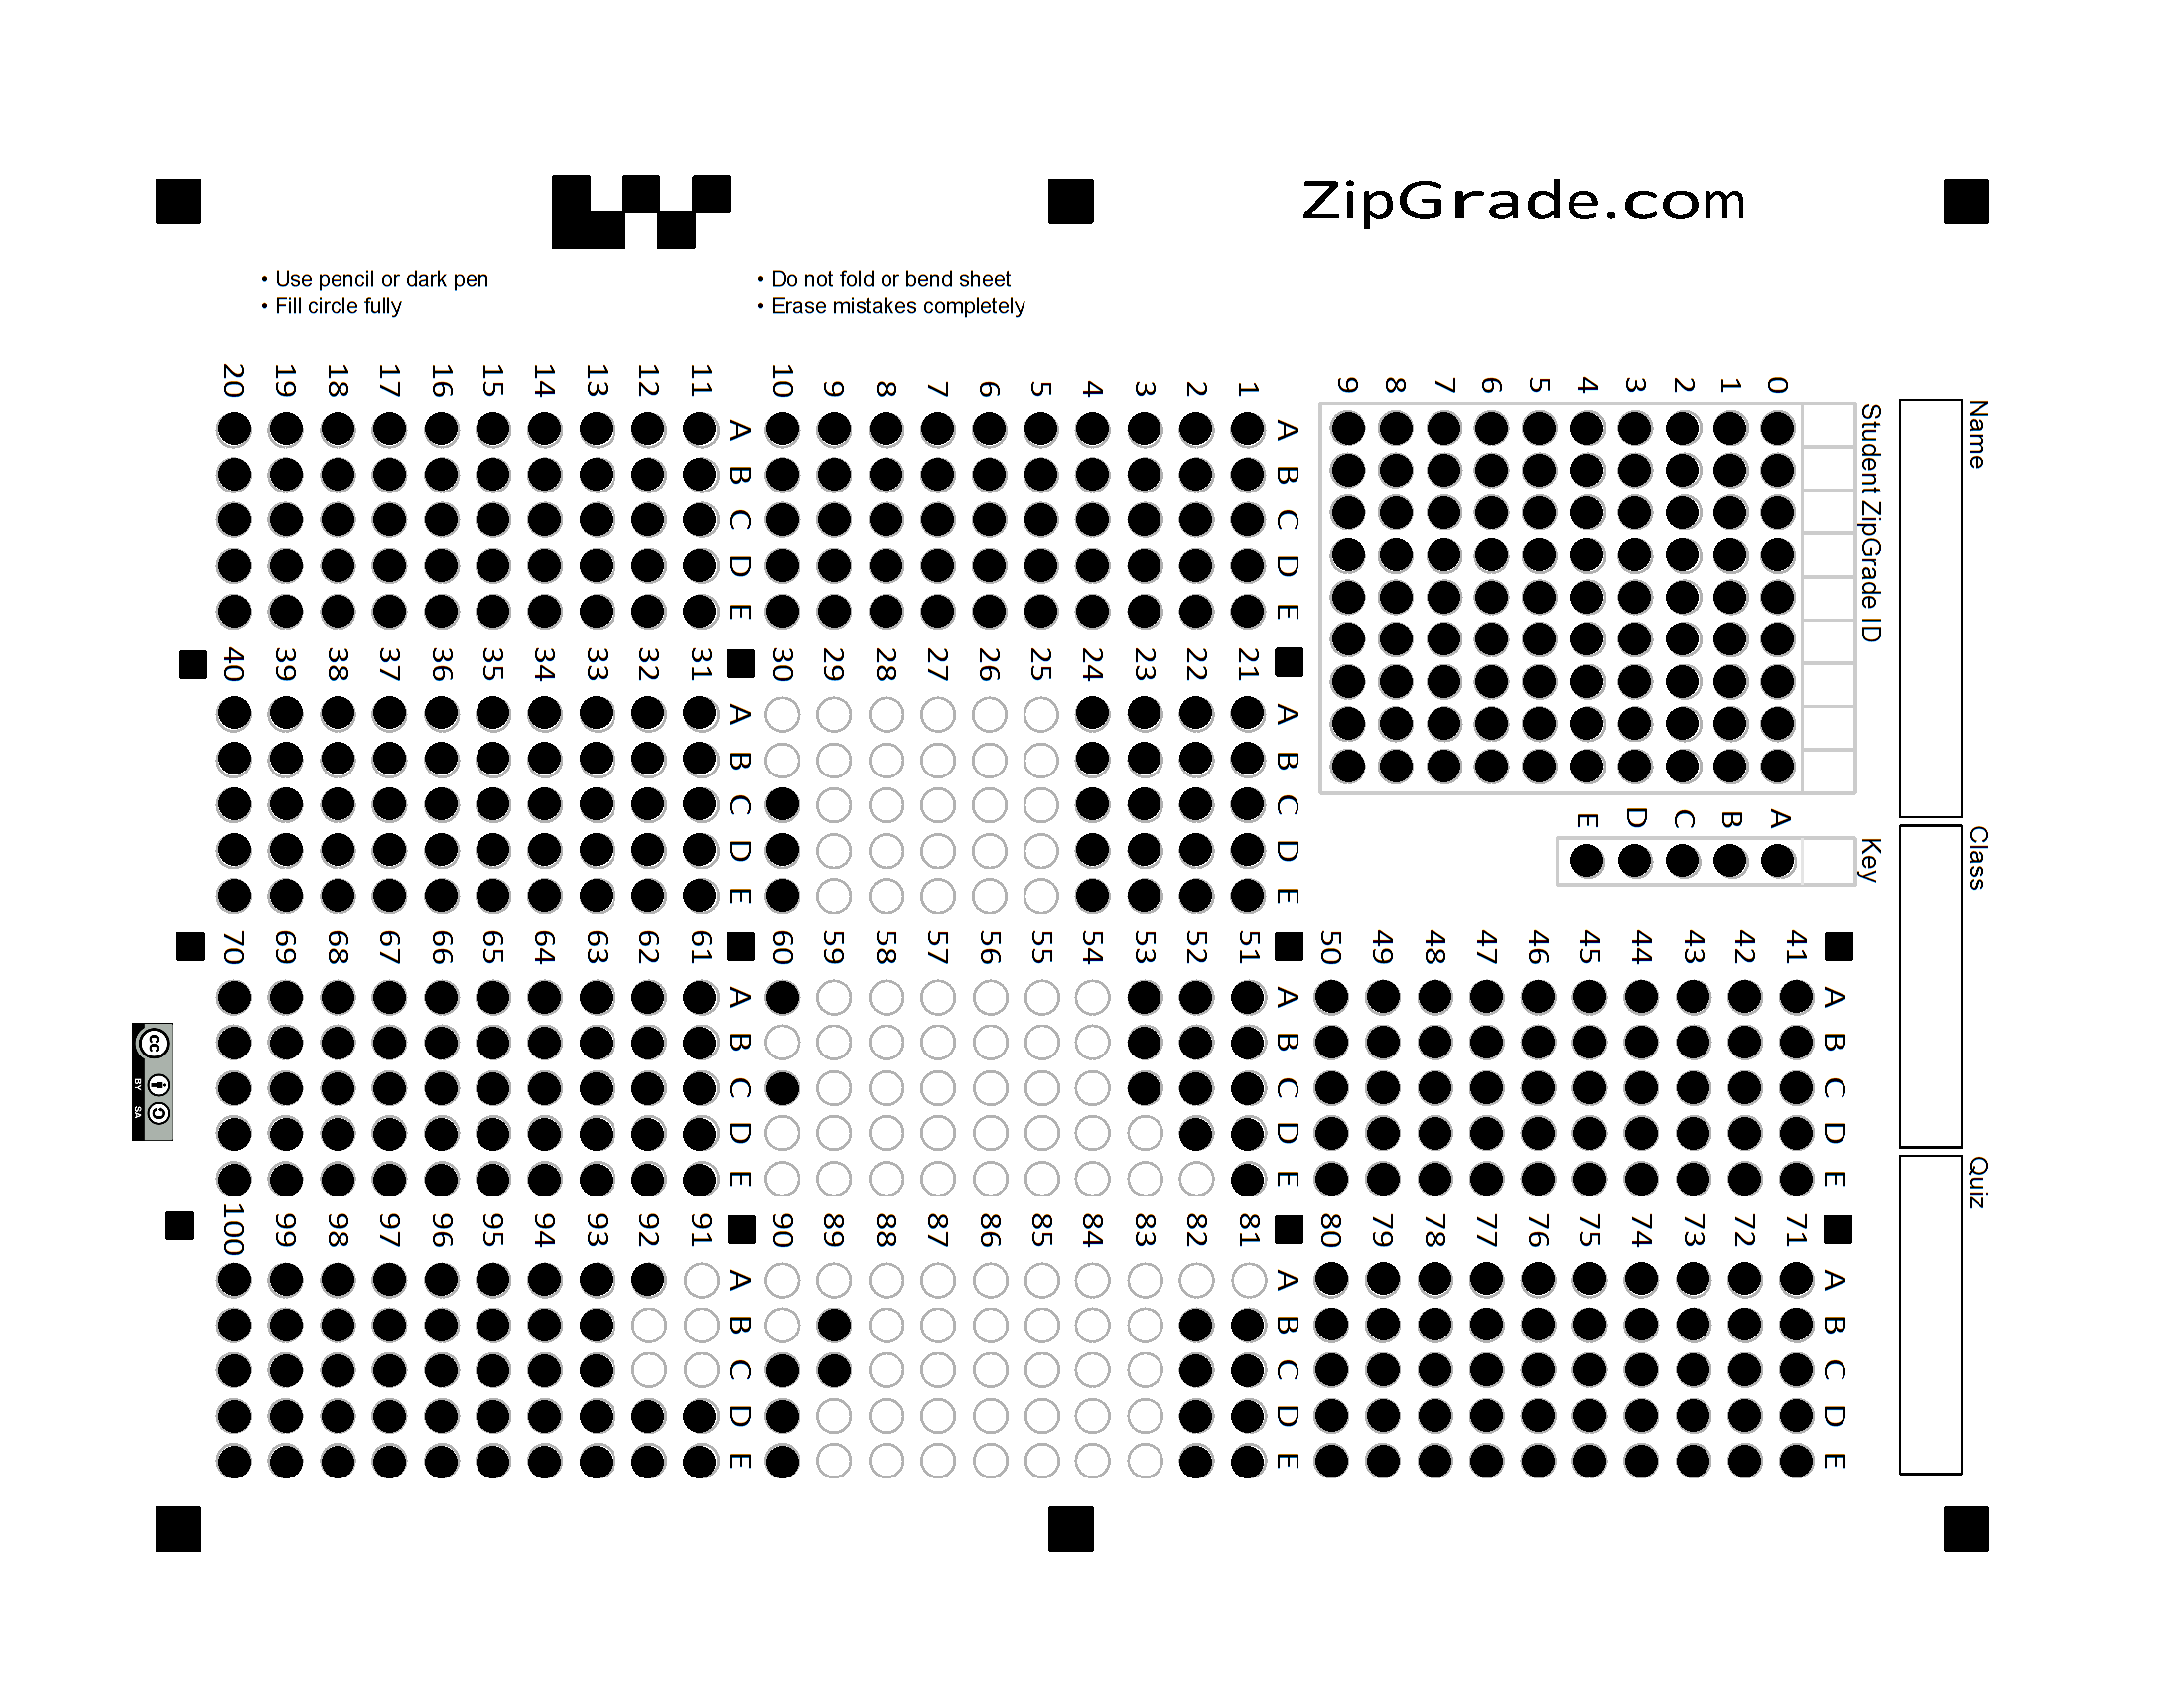 ZipGrade.com
• Use pencil or dark pen
• Fill circle fully
• Do not fold or bend sheet
• Erase mistakes completely
Name
Class
Quiz
Student ZipGrade ID
0 1 2 3 4 5 6 7 8 9
Key
A B C D E
A B C D E
1 2 3 4 5 6 7 8 9 10
A B C D E
11 12 13 14 15 16 17 18 19 20
A B C D E
21 22 23 24 25 26 27 28 29 30
A B C D E
31 32 33 34 35 36 37 38 39 40
A B C D E
41 42 43 44 45 46 47 48 49 50
A B C D E
51 52 53 54 55 56 57 58 59 60
A B C D E
61 62 63 64 65 66 67 68 69 70
A B C D E
71 72 73 74 75 76 77 78 79 80
A B C D E
81 82 83 84 85 86 87 88 89 90
A B C D E
91 92 93 94 95 96 97 98 99 100
A B C D E
cc
BY SA